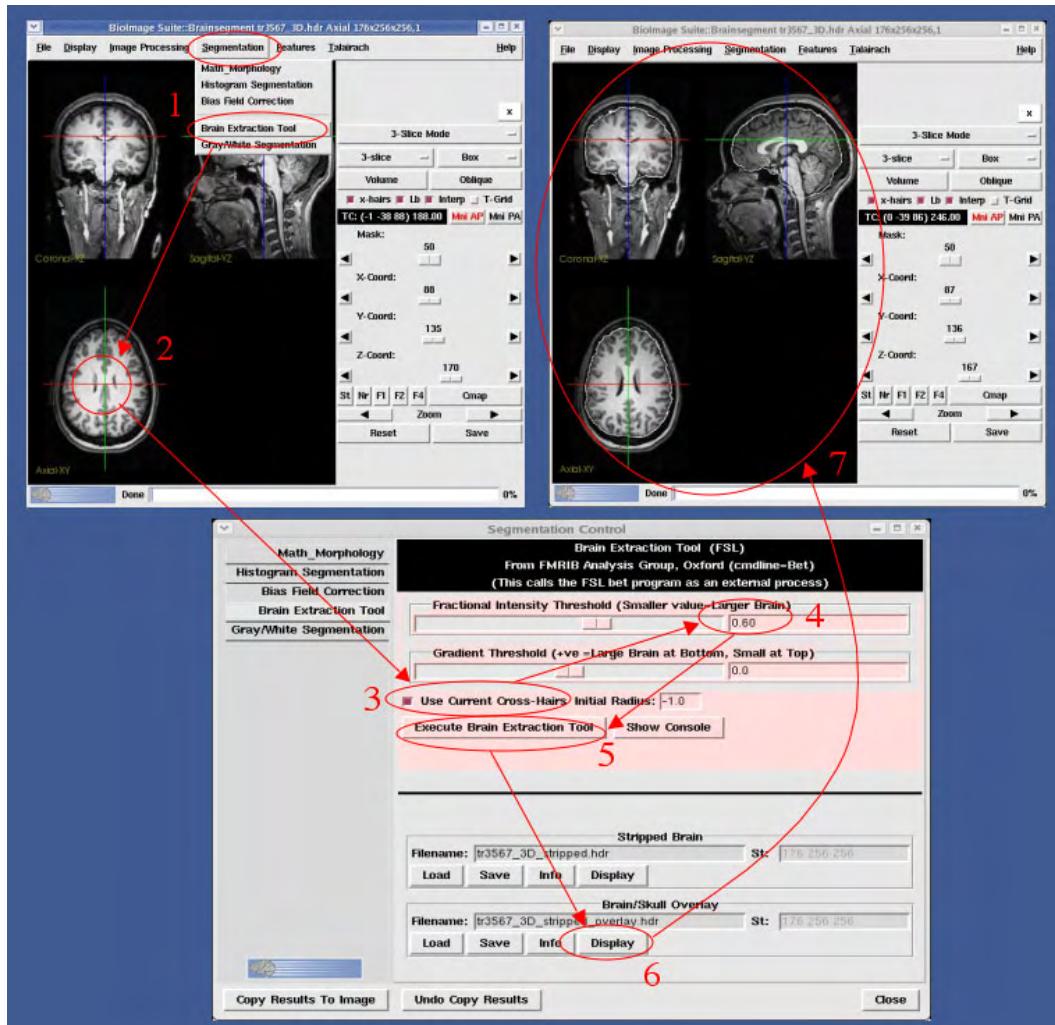 BioImage Suite::Brainsegment tr3567_3D.hdr Axial 176x256x256,1
File Display Image Processing Segmentation Features Talairach Help
Math_Morphology
Histogram Segmentation
Bias Field Correction
Brain Extraction Tool
Gray/White Segmentation
1
x
3-Slice Mode
3-slice Box
Volume Oblique
x-hairs Lb Interp T-Grid
TC: (-1 -38 88) 188.00 Mni AP Mni PA
Mask:
50
X-Coord:
88
Y-Coord:
135
Z-Coord:
170
St Nr F1 F2 F4 Cmap
Zoom
Reset Save
Coronal-XZ
Sagittal-YZ
2
Axial-XY
Done 0%
BioImage Suite::Brainsegment tr3567_3D.hdr Axial 176x256x256,1
File Display Image Processing Segmentation Features Talairach Help
x
3-Slice Mode
3-slice Box
Volume Oblique
x-hairs Lb Interp T-Grid
TC: (0 -39 86) 246.00 Mni AP Mni PA
Mask:
50
X-Coord:
87
Y-Coord:
136
Z-Coord:
167
St Nr F1 F2 F4 Cmap
Zoom
Reset Save
Coronal-XZ
Sagittal-YZ
Axial-XY
7
Done 0%
Segmentation Control
Math_Morphology
Histogram Segmentation
Bias Field Correction
Brain Extraction Tool
Gray/White Segmentation
Brain Extraction Tool (FSL)
From FMRIB Analysis Group, Oxford (cmdline-Bet)
(This calls the FSL bet program as an external process)
Fractional Intensity Threshold (Smaller value=Larger Brain)
0.60
4
Gradient Threshold (+ve =Large Brain at Bottom, Small at Top)
0.0
3
Use Current Cross-Hairs Initial Radius: -1.0
Execute Brain Extraction Tool Show Console
5
Stripped Brain
Filename: tr3567_3D_stripped.hdr St: 176 256 256
Load Save Info Display
Brain/Skull Overlay
Filename: tr3567_3D_stripped_overlay.hdr St: 176 256 256
Load Save Info Display
6
Copy Results To Image Undo Copy Results Close